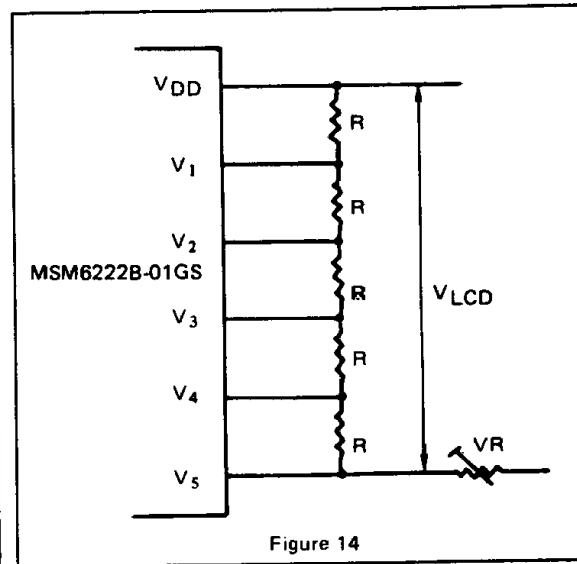 VDD
R
V1
R
V2
MSM6222B-01GS
R
VLCD
V3
R
V4
R
VR
V5
Figure 14